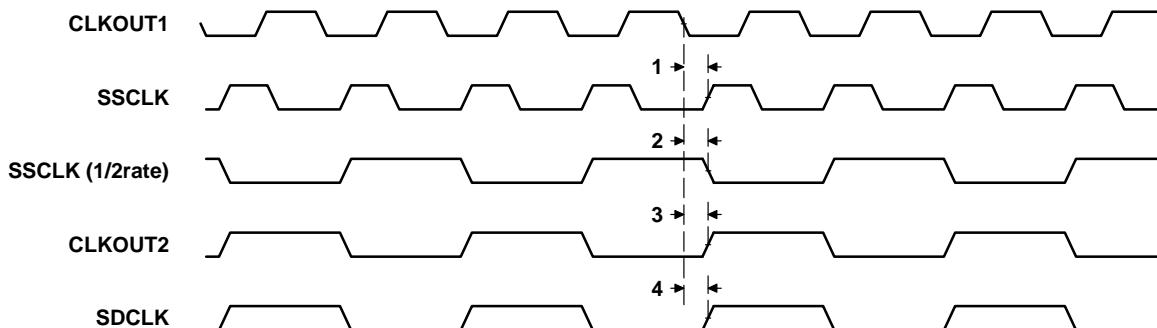 CLKOUT1
1
SSCLK
2
SSCLK (1/2rate)
3
CLKOUT2
4
SDCLK